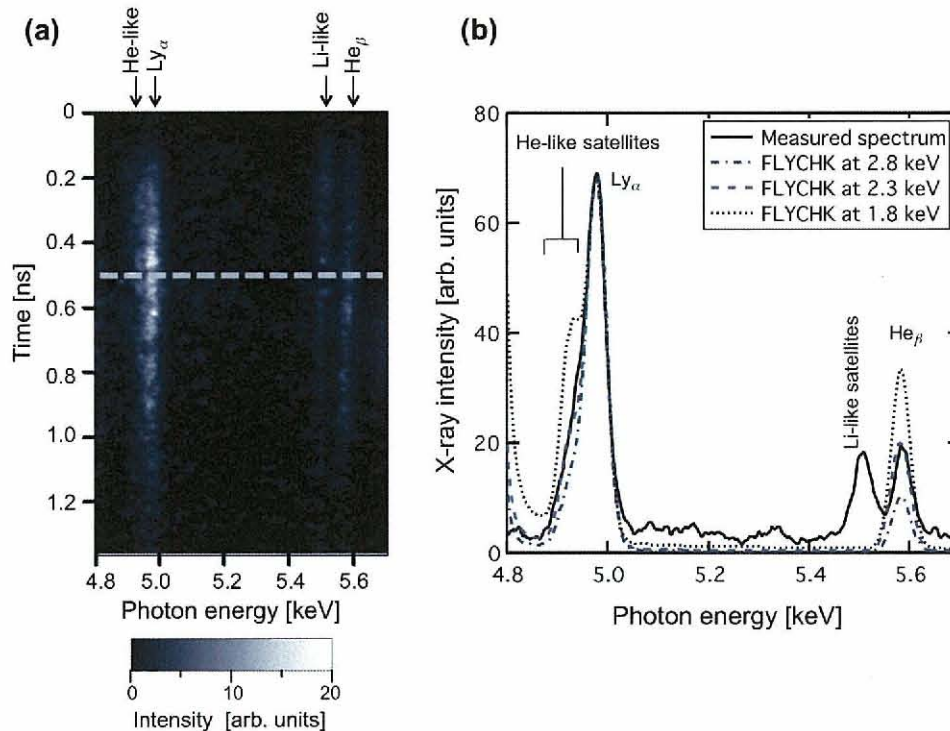 (a)
He-like
Lyα
Li-like
Heβ
0
0.2
0.4
0.6
0.8
1.0
1.2
Time [ns]
4.8 5.0 5.2 5.4 5.6
Photon energy [keV]
0 10 20
Intensity [arb. units]
(b)
80
60
40
20
0
X-ray intensity [arb. units]
Measured spectrum
FLYCHK at 2.8 keV
FLYCHK at 2.3 keV
FLYCHK at 1.8 keV
He-like satellites
Lyα
Li-like satellites
Heβ
4.8 5.0 5.2 5.4 5.6
Photon energy [keV]